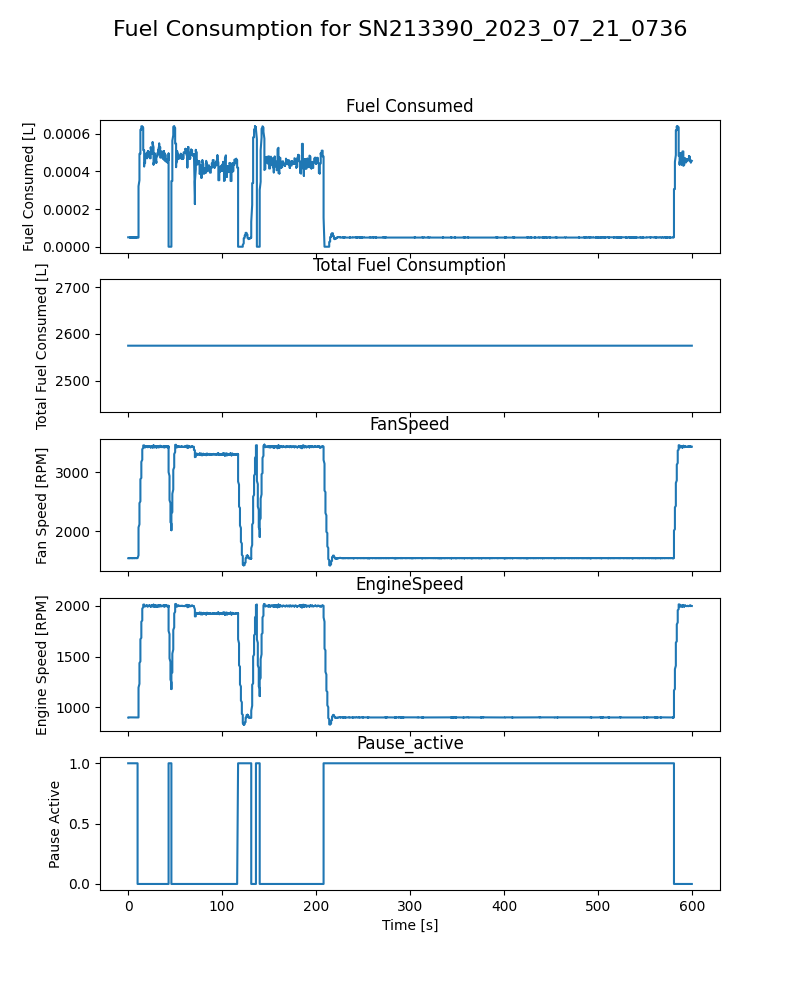 Fuel Consumption for SN213390_2023_07_21_0736
Fuel Consumed
Fuel Consumed [L]
0.0006
0.0004
0.0002
0.0000
Total Fuel Consumption
Total Fuel Consumed [L]
2700
2600
2500
FanSpeed
Fan Speed [RPM]
3000
2000
EngineSpeed
Engine Speed [RPM]
2000
1500
1000
Pause_active
Pause Active
1.0
0.5
0.0
0 100 200 300 400 500 600
Time [s]